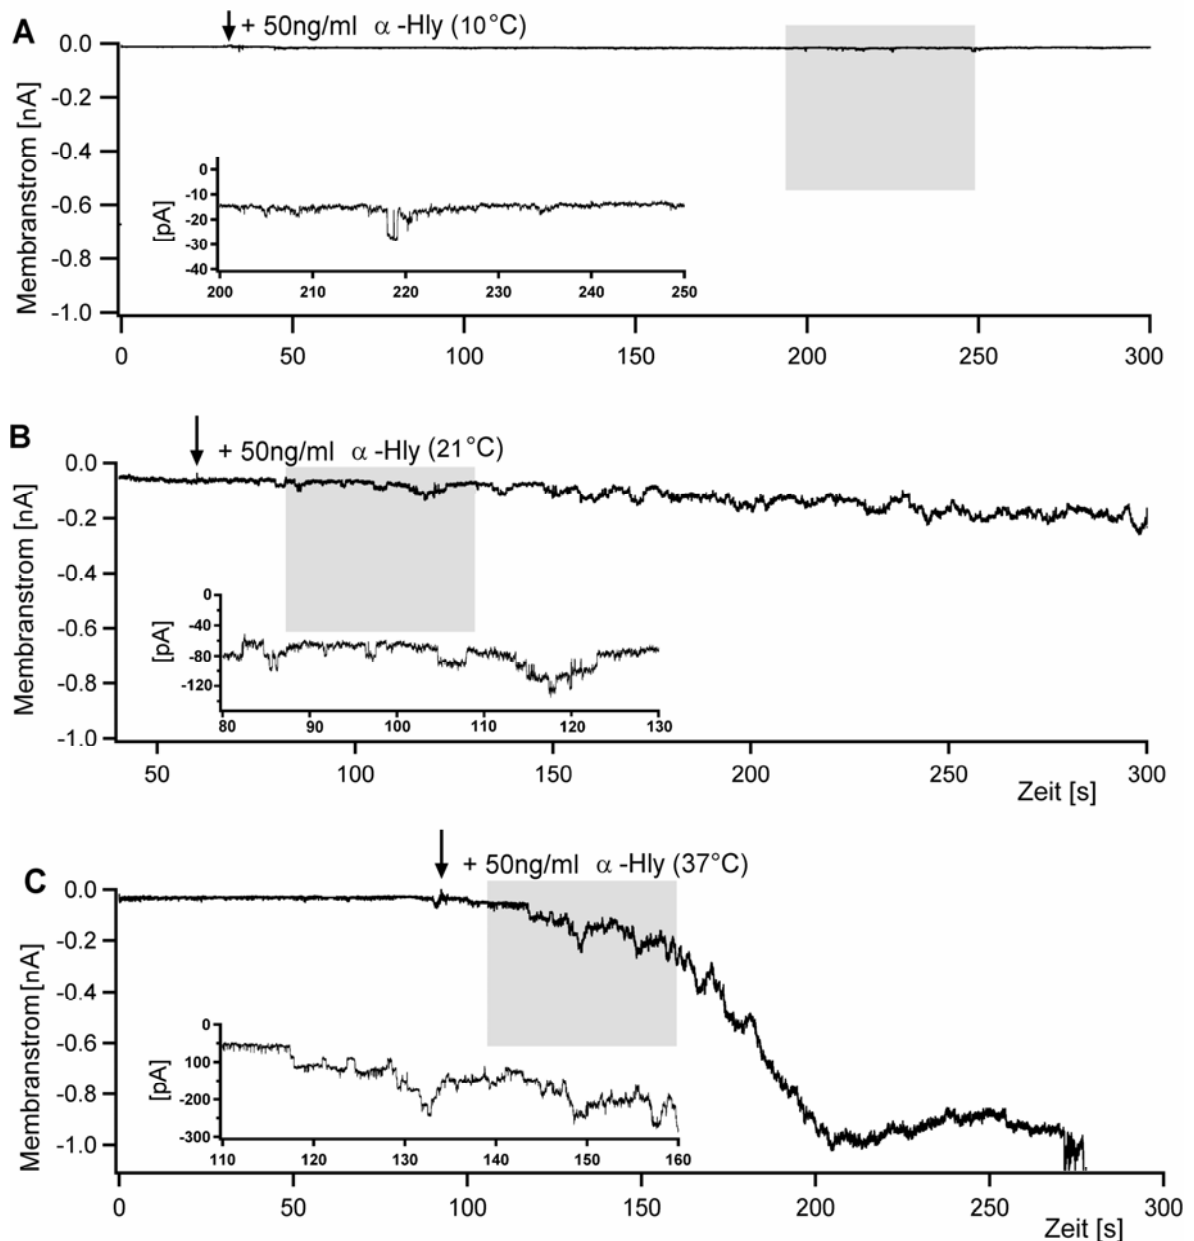 A
+ 50ng/ml α -Hly (10°C)
Membranstrom [nA]
0.0
-0.2
-0.4
-0.6
-0.8
-1.0
[pA]
0
-10
-20
-30
-40
200 210 220 230 240 250
0 50 100 150 200 250 300
B
+ 50ng/ml α -Hly (21°C)
Membranstrom [nA]
0.0
-0.2
-0.4
-0.6
-0.8
-1.0
[pA]
0
-40
-80
-120
80 90 100 110 120 130
50 100 150 200 250 300
Zeit [s]
C
+ 50ng/ml α -Hly (37°C)
Membranstrom[nA]
0.0
-0.2
-0.4
-0.6
-0.8
-1.0
[pA]
0
-100
-200
-300
110 120 130 140 150 160
0 50 100 150 200 250 300
Zeit [s]